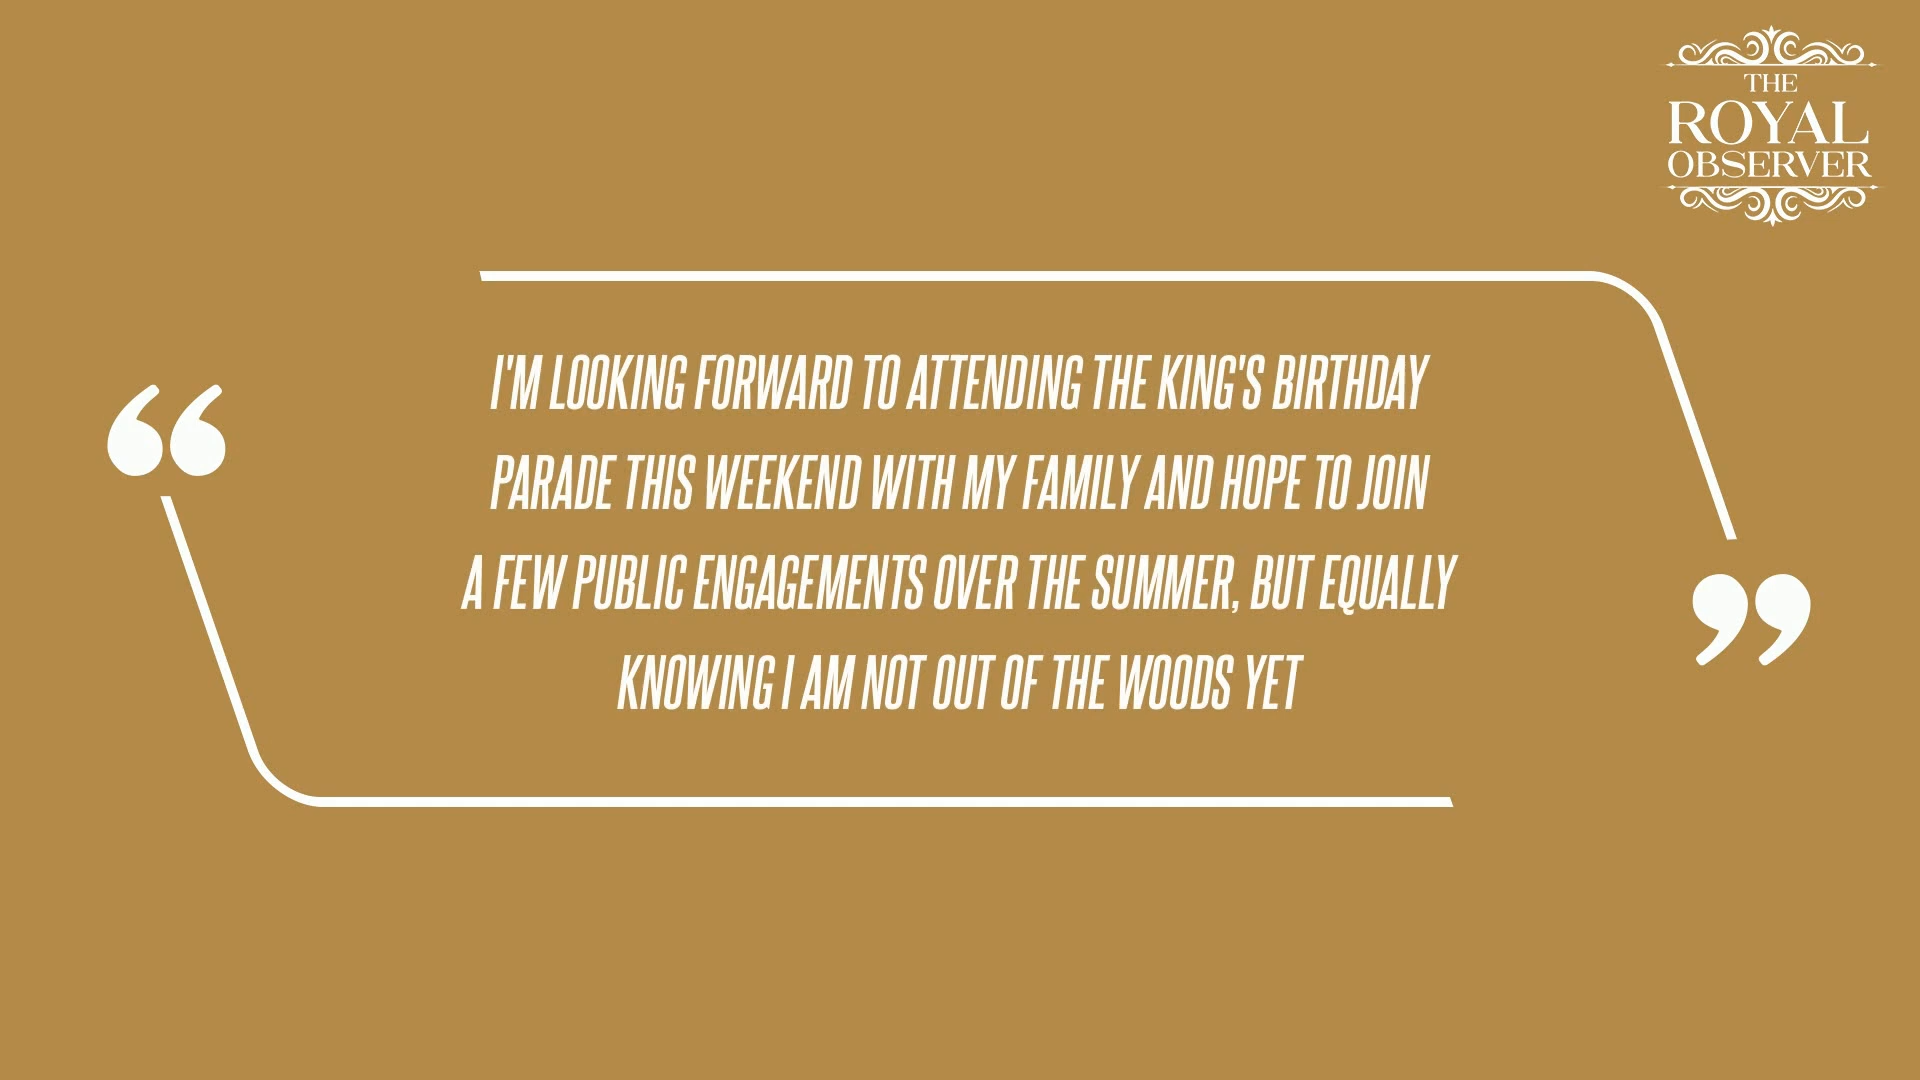 THE
ROYAL
OBSERVER
“
I'M LOOKING FORWARD TO ATTENDING THE KING'S BIRTHDAY
PARADE THIS WEEKEND WITH MY FAMILY AND HOPE TO JOIN
A FEW PUBLIC ENGAGEMENTS OVER THE SUMMER, BUT EQUALLY
KNOWING I AM NOT OUT OF THE WOODS YET
”